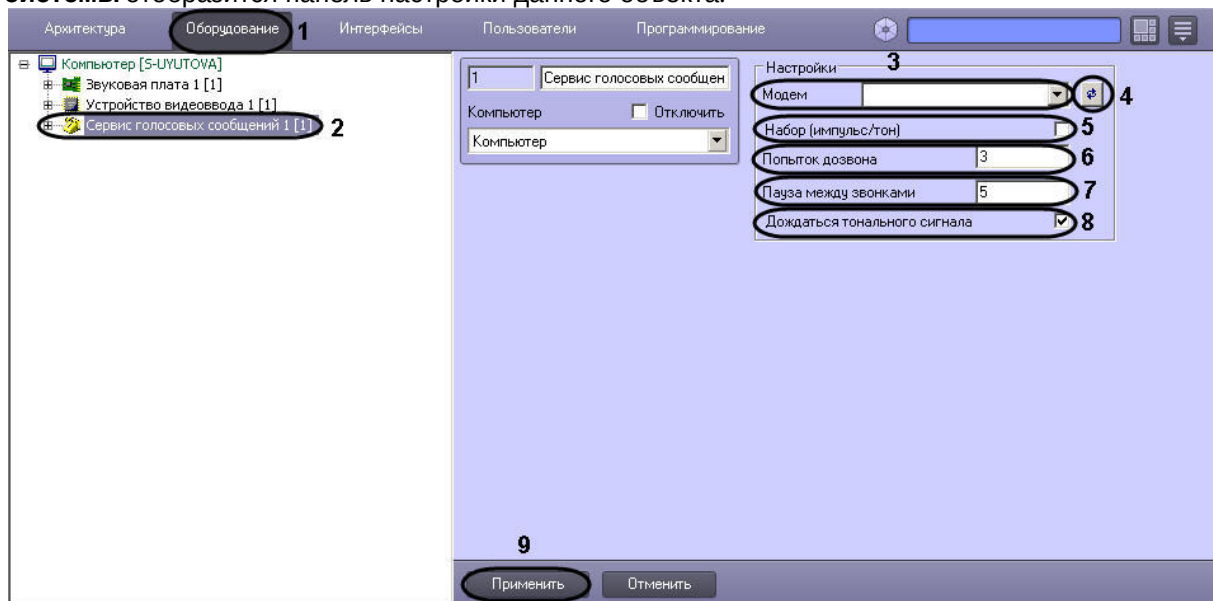 системы отобразится панель настройки данного объекта.
Архитектура Оборудование 1 Интерфейсы Пользователи Программирование
Компьютер [S-UYUTOVA]
Звуковая плата 1 [1]
Устройство видеоввода 1 [1]
Сервис голосовых сообщений 1 [1] 2
1 Сервис голосовых сообщен
Компьютер Отключить
Компьютер
Настройки 3
Модем 4
Набор (импульс/тон) 5
Попыток дозвона 3 6
Пауза между звонками 5 7
Дождаться тонального сигнала 8
9
Применить Отменить